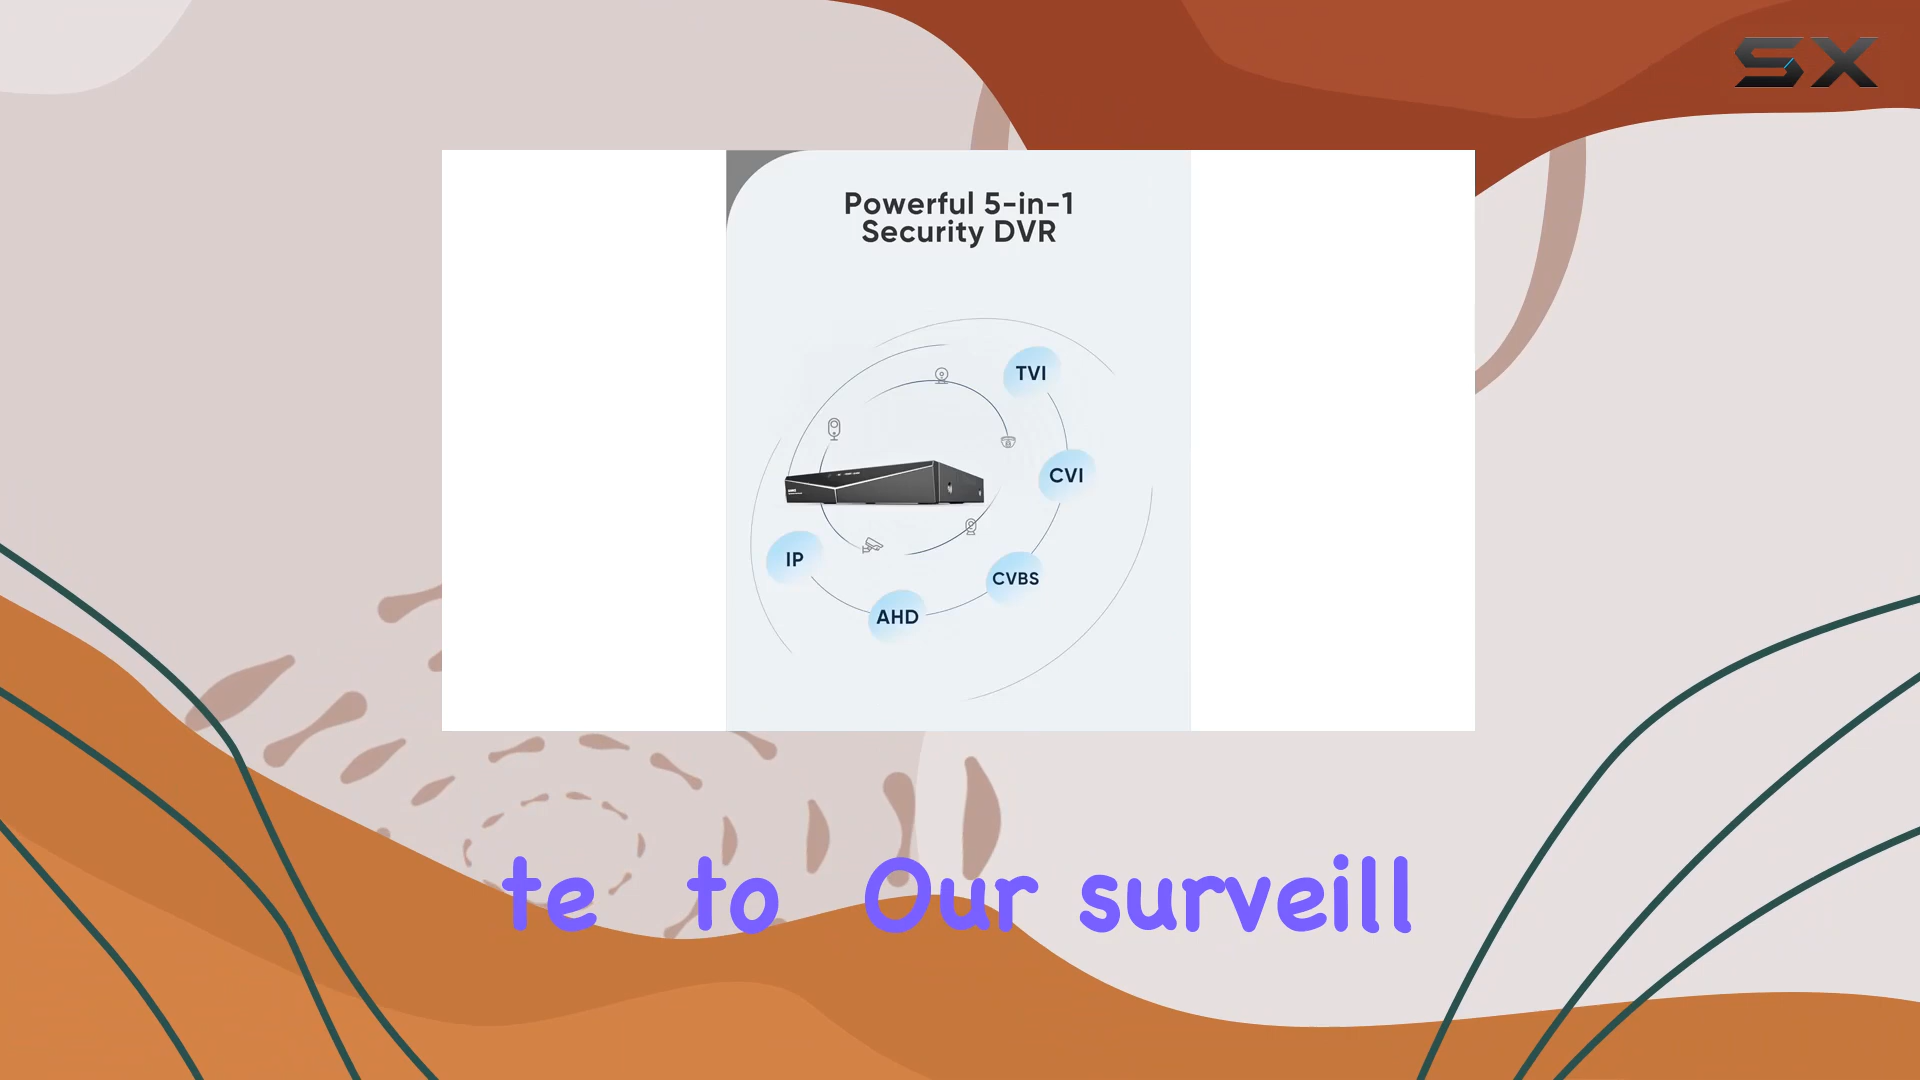 SX
Powerful 5-in-1
Security DVR
TVI
CVI
IP
CVBS
AHD
te to Our surveill